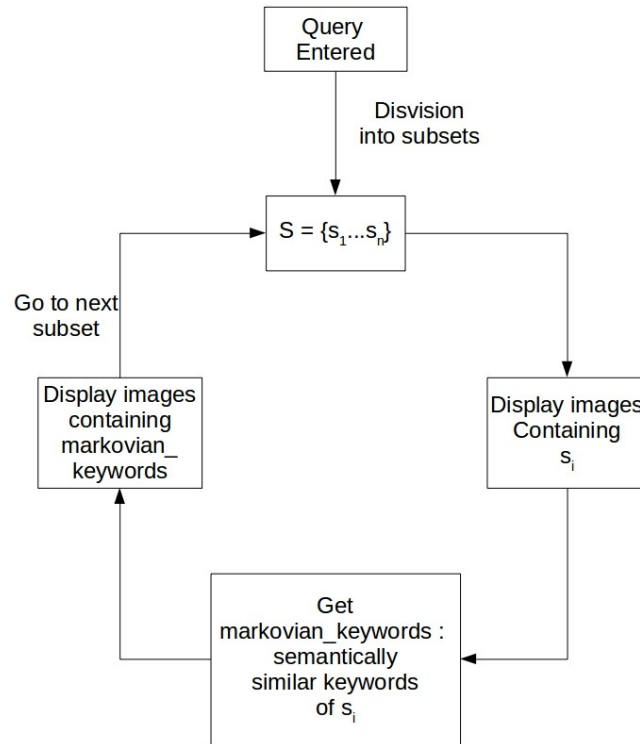 Query
Entered
Disvision
into subsets
S = {s₁...sₙ}
Go to next
subset
Display images
containing
markovian_
keywords
Display images
Containing
sᵢ
Get
markovian_keywords :
semantically
similar keywords
of sᵢ